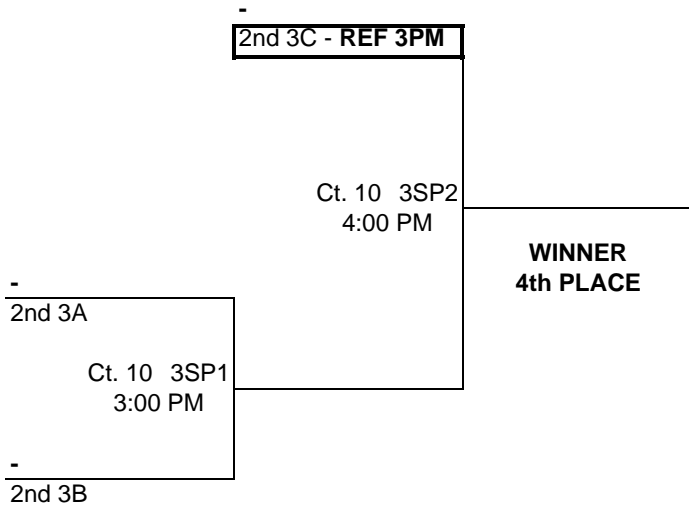 -
2nd 3C - REF 3PM
Ct. 10 3SP2
4:00 PM
WINNER
4th PLACE
-
2nd 3A
Ct. 10 3SP1
3:00 PM
-
2nd 3B